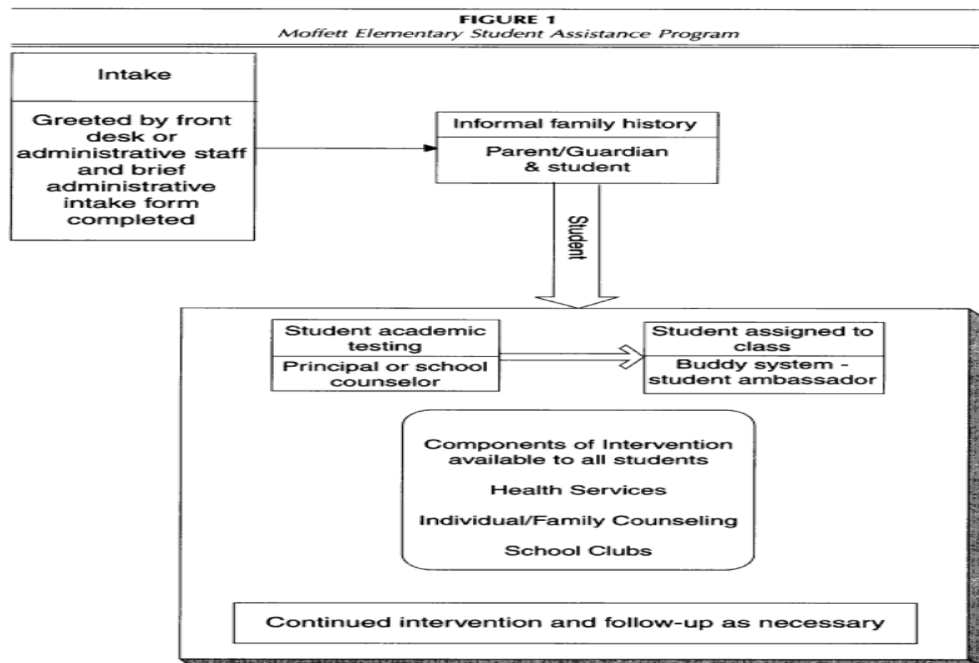 FIGURE 1
Moffett Elementary Student Assistance Program
Intake
Greeted by front
desk or
administrative staff
and brief
administrative
intake form
completed
Informal family history
Parent/Guardian
& student
Student
Student academic
testing
Principal or school
counselor
Student assigned to
class
Buddy system -
student ambassador
Components of Intervention
available to all students
Health Services
Individual/Family Counseling
School Clubs
Continued intervention and follow-up as necessary